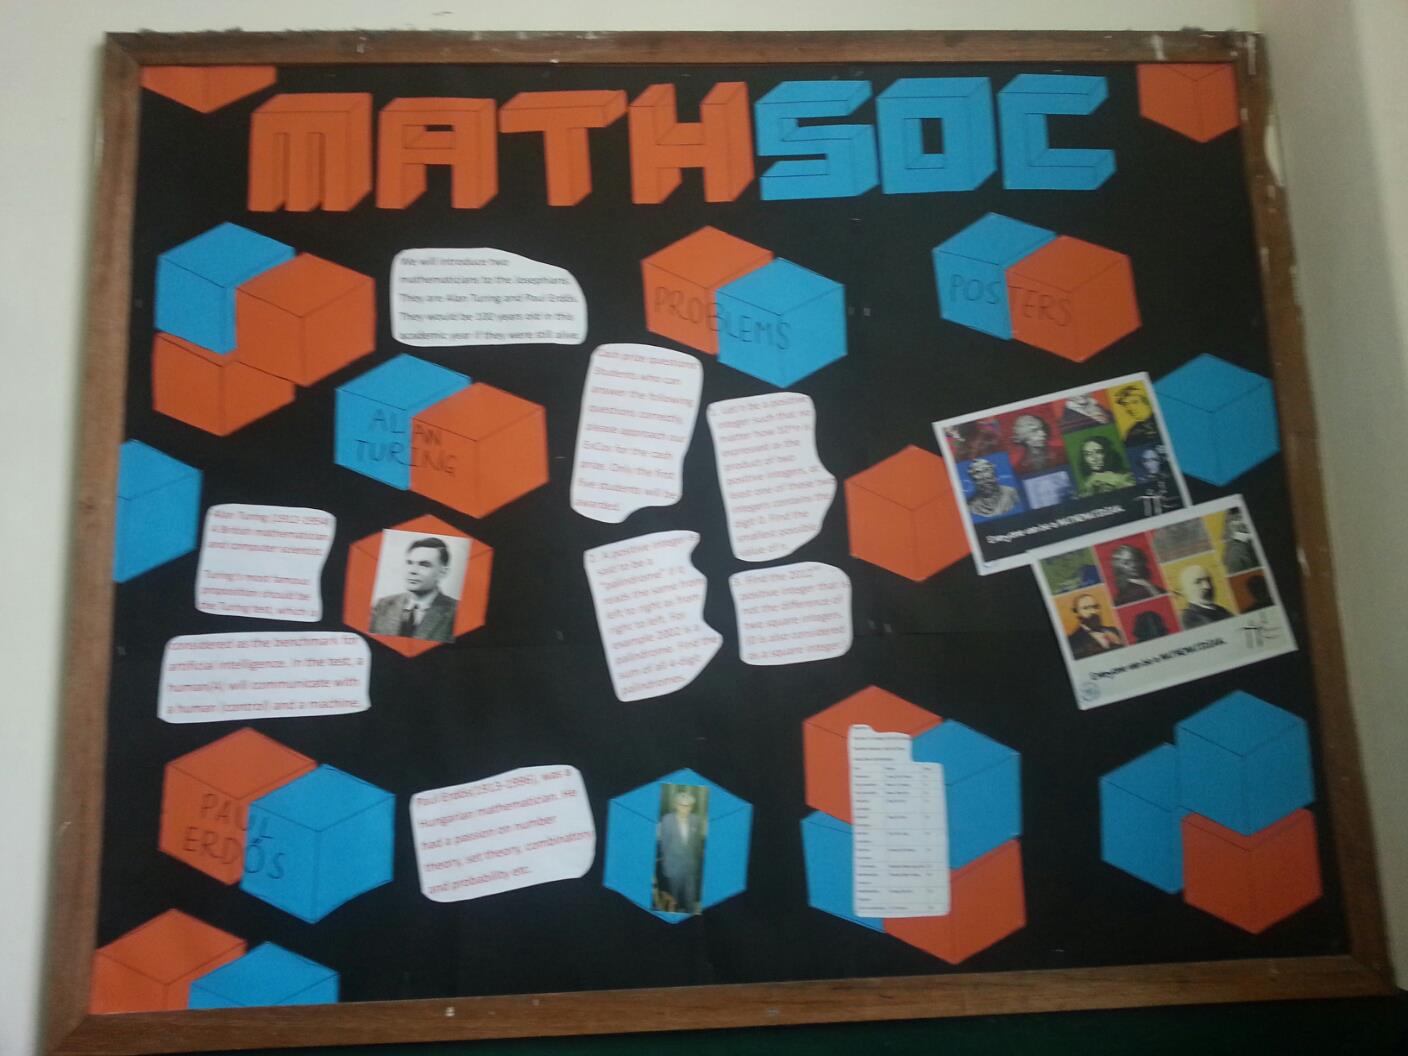 MATHSOC
We will introduce two
mathematicians to the Josephians.
They are Alan Turing and Paul Erdős.
They would be 100 years old in this
academic year if they were still alive.
PROBLEMS
POSTERS
Cash prize questions
Students who can
answer the following
questions correctly,
please approach our
ExCos for the cash
prize. Only the first
five students will be
awarded.
1. Let n be a positive
integer such that no
matter how 10^n is
expressed as the
product of two
positive integers, at
least one of those two
integers contains the
digit 0. Find the
smallest possible
value of n.
2. A positive integer is
said to be a
"palindrome" if it
reads the same from
left to right as from
right to left. For
example 2002 is a
palindrome. Find the
sum of all 4-digit
palindromes.
3. Find the 2012th
positive integer that is
not the difference of
two square integers.
(0 is also considered
as a square integer)
ALAN
TURING
Alan Turing (1912-1954)
a British mathematician
and computer scientist
Turing's most famous
proposition should be
the Turing test, which is
considered as the benchmark for
artificial intelligence. In the test, a
human(A) will communicate with
a human (control) and a machine.
Everyone can be a MATHEMATICIAN.
Everyone can be a MATHEMATICIAN.
PAUL
ERDŐS
Paul Erdős(1913-1996), was a
Hungarian mathematician. He
had a passion on number
theory, set theory, combinatory
and probability etc.